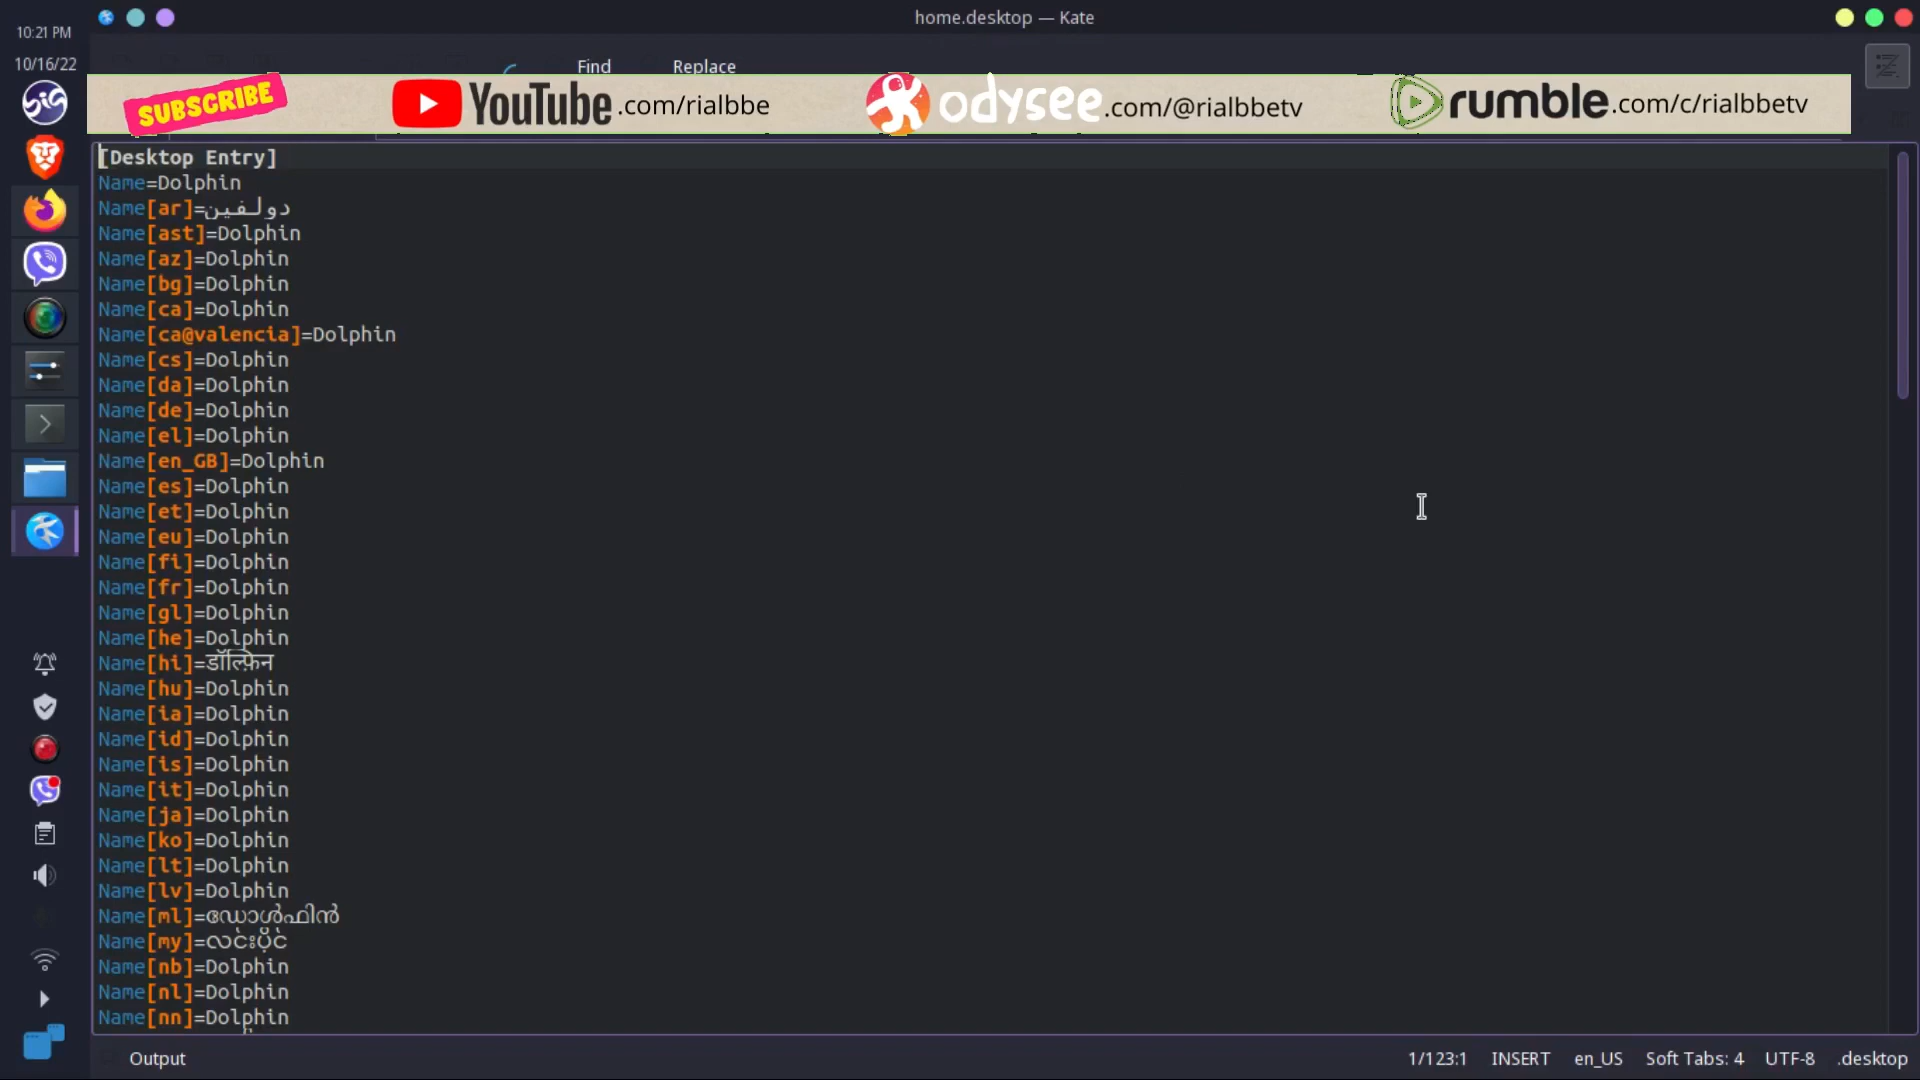 10:21 PM
10/16/22
home.desktop — Kate
Find
Replace
SUBSCRIBE
YouTube.com/rialbbe
odysee.com/@rialbbetv
rumble.com/c/rialbbetv
[Desktop Entry]
Name=Dolphin
Name[ar]=دولفين
Name[ast]=Dolphin
Name[az]=Dolphin
Name[bg]=Dolphin
Name[ca]=Dolphin
Name[ca@valencia]=Dolphin
Name[cs]=Dolphin
Name[da]=Dolphin
Name[de]=Dolphin
Name[el]=Dolphin
Name[en_GB]=Dolphin
Name[es]=Dolphin
Name[et]=Dolphin
Name[eu]=Dolphin
Name[fi]=Dolphin
Name[fr]=Dolphin
Name[gl]=Dolphin
Name[he]=Dolphin
Name[hi]=डॉल्फ़िन
Name[hu]=Dolphin
Name[ia]=Dolphin
Name[id]=Dolphin
Name[is]=Dolphin
Name[it]=Dolphin
Name[ja]=Dolphin
Name[ko]=Dolphin
Name[lt]=Dolphin
Name[lv]=Dolphin
Name[ml]=ഡോൾഫിൻ
Name[my]=လင်းပိုင်
Name[nb]=Dolphin
Name[nl]=Dolphin
Name[nn]=Dolphin
Output
1/123:1
INSERT
en_US
Soft Tabs: 4
UTF-8
.desktop